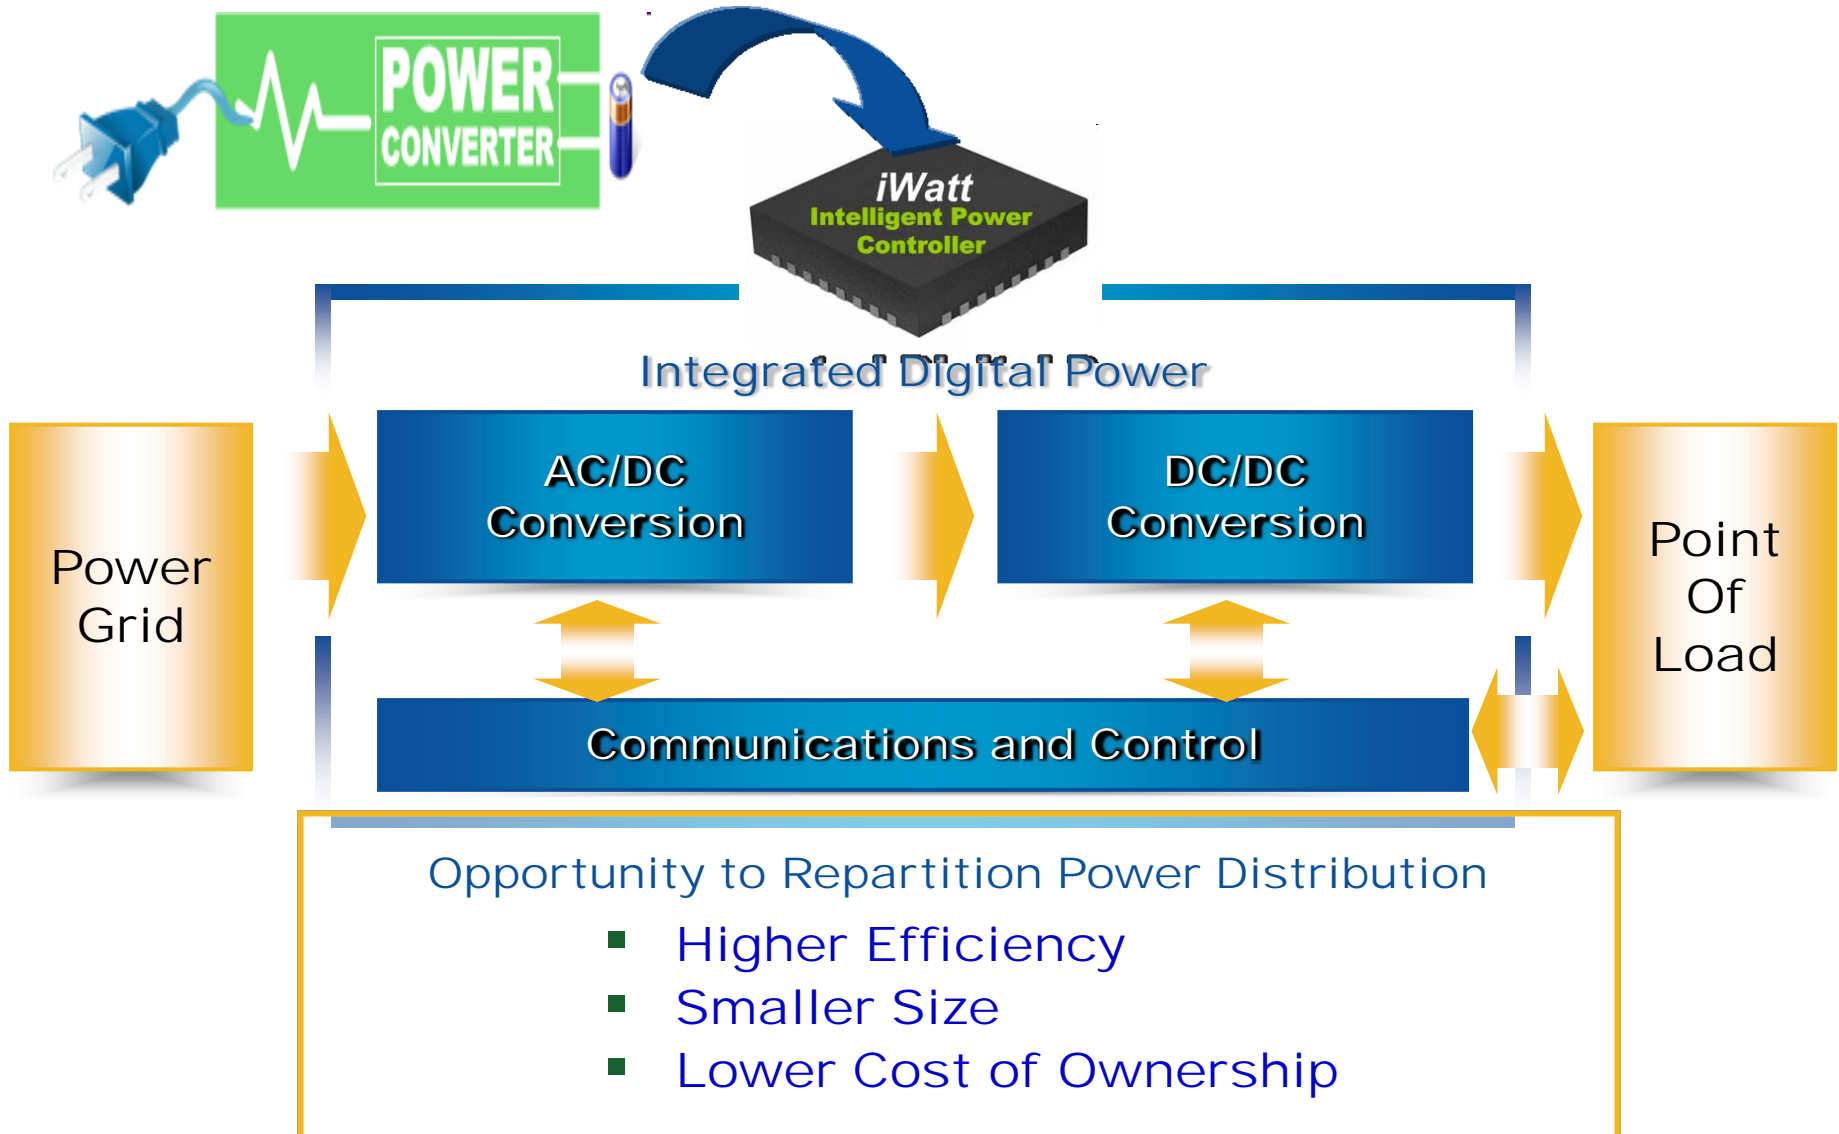 POWER
CONVERTER
iWatt
Intelligent Power
Controller
Integrated Digital Power
AC/DC
Conversion
DC/DC
Conversion
Power
Grid
Point
Of
Load
Communications and Control
Opportunity to Repartition Power Distribution
Higher Efficiency
Smaller Size
Lower Cost of Ownership